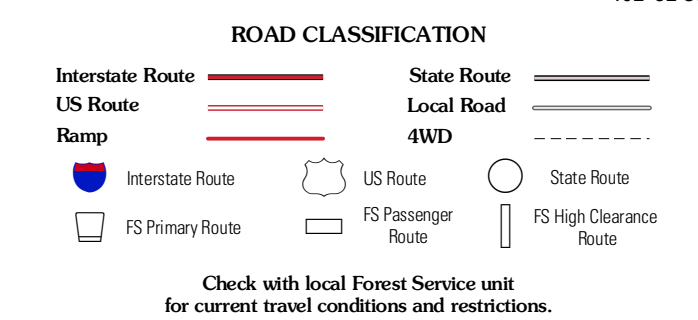 ROAD CLASSIFICATION
Interstate Route
State Route
US Route
Local Road
Ramp
4WD
Interstate Route
US Route
State Route
FS Primary Route
FS Passenger
Route
FS High Clearance
Route
Check with local Forest Service unit
for current travel conditions and restrictions.